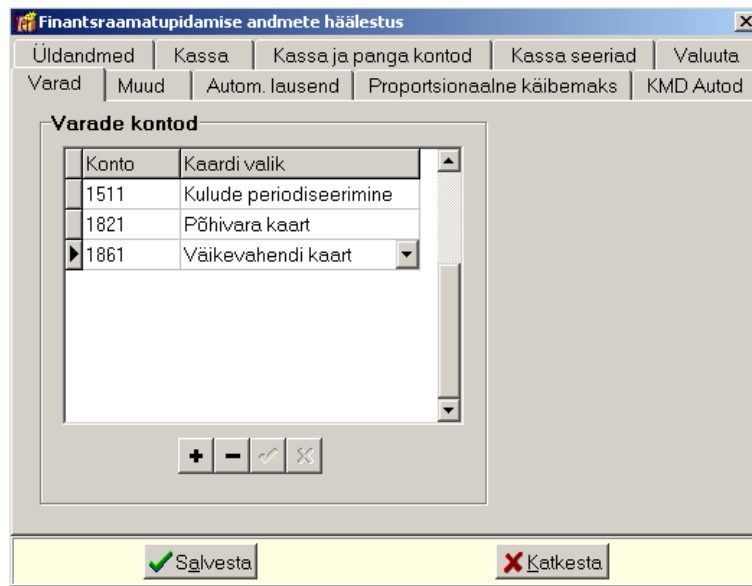 Finantsraamatupidamise andmete häälestus
Üldandmed Kassa Kassa ja panga kontod Kassa seeriad Valuuta
Varad Muud Autom. lausend Proportsionaalne käibemaks KMD Autod
Varade kontod
Konto Kaardi valik
1511 Kulude periodiseerimine
1821 Põhivara kaart
1861 Väikevahendi kaart
Salvesta Katkesta